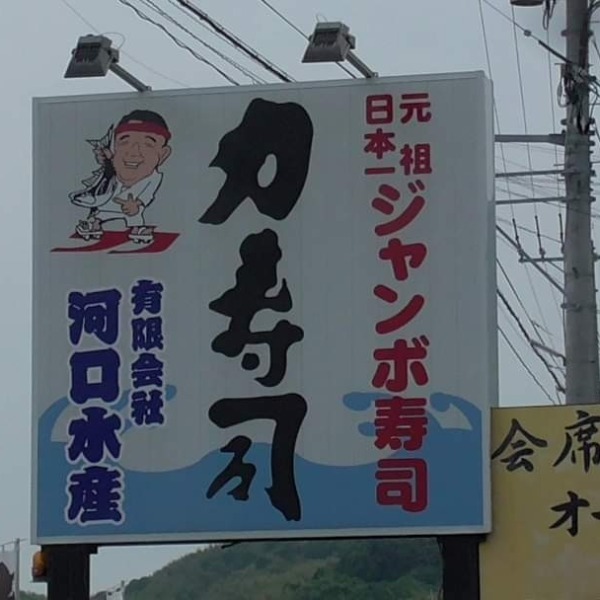 元祖
日本一
ジャンボ寿司
力寿司
有限会社
河口水産
会席
オー